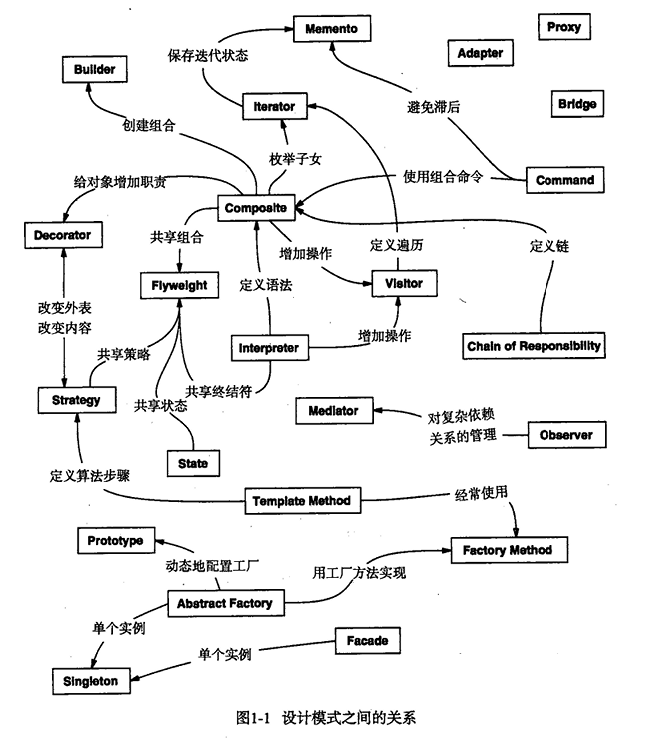 Memento
Proxy
保存迭代状态
Adapter
Builder
Iterator
避免滞后
Bridge
创建组合
枚举子女
给对象增加职责
使用组合命令
Command
Composite
Decorator
共享组合
增加操作
定义遍历
定义链
Flyweight
定义语法
Visitor
改变外表
改变内容
增加操作
共享策略
Interpreter
Chain of Responsibility
Strategy
共享状态
共享终结符
Mediator
对复杂依赖
关系的管理
Observer
State
定义算法步骤
Template Method
经常使用
Prototype
动态地配置工厂
用工厂方法实现
Factory Method
Abstract Factory
单个实例
Facade
单个实例
Singleton
图1-1 设计模式之间的关系